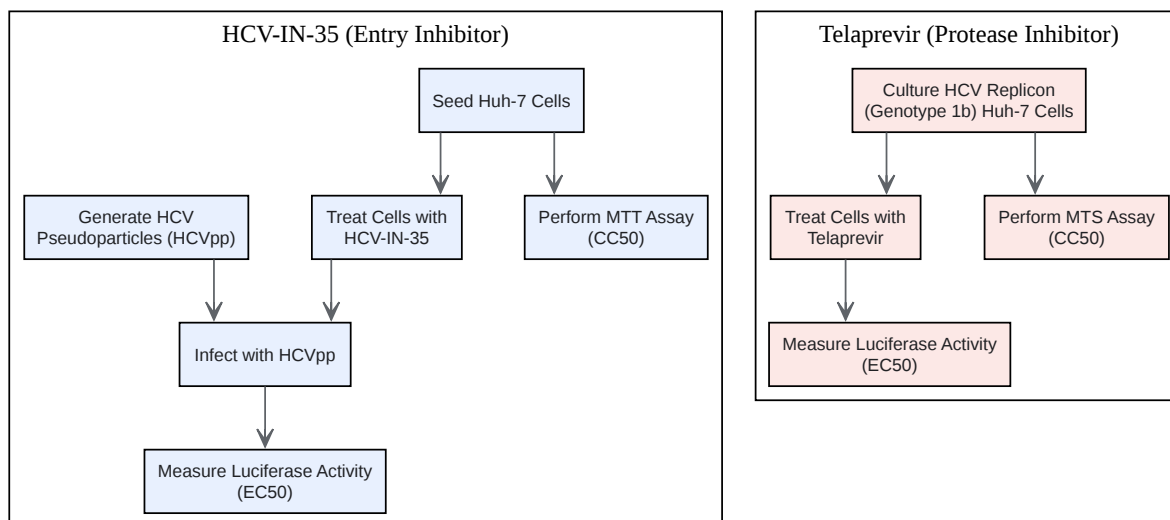 HCV-IN-35 (Entry Inhibitor)
Seed Huh-7 Cells
Generate HCV
Pseudoparticles (HCVpp)
Treat Cells with
HCV-IN-35
Perform MTT Assay
(CC50)
Infect with HCVpp
Measure Luciferase Activity
(EC50)
Telaprevir (Protease Inhibitor)
Culture HCV Replicon
(Genotype 1b) Huh-7 Cells
Treat Cells with
Telaprevir
Perform MTS Assay
(CC50)
Measure Luciferase Activity
(EC50)